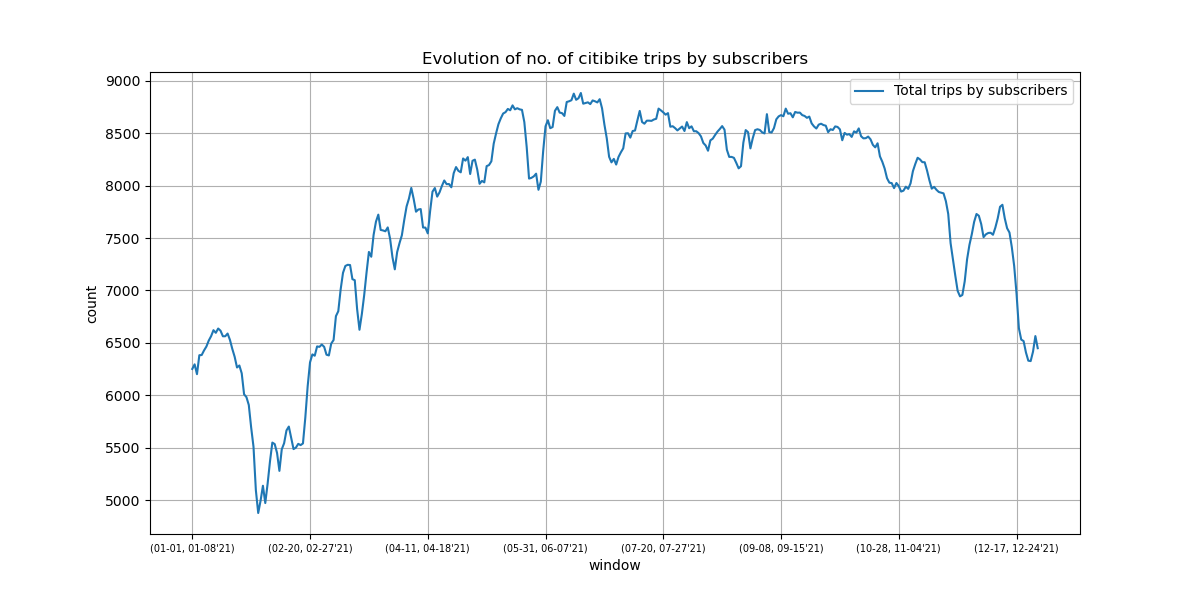 Evolution of no. of citibike trips by subscribers
Total trips by subscribers
count
9000
8500
8000
7500
7000
6500
6000
5500
5000
(01-01, 01-08'21) (02-20, 02-27'21) (04-11, 04-18'21) (05-31, 06-07'21) (07-20, 07-27'21) (09-08, 09-15'21) (10-28, 11-04'21) (12-17, 12-24'21)
window